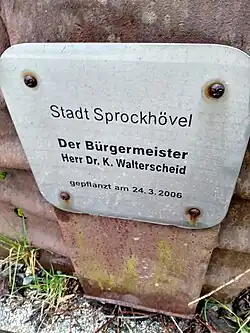 Stadt Sprockhövel
Der Bürgermeister
Herr Dr. K. Walterscheid
gepflanzt am 24.3.2006